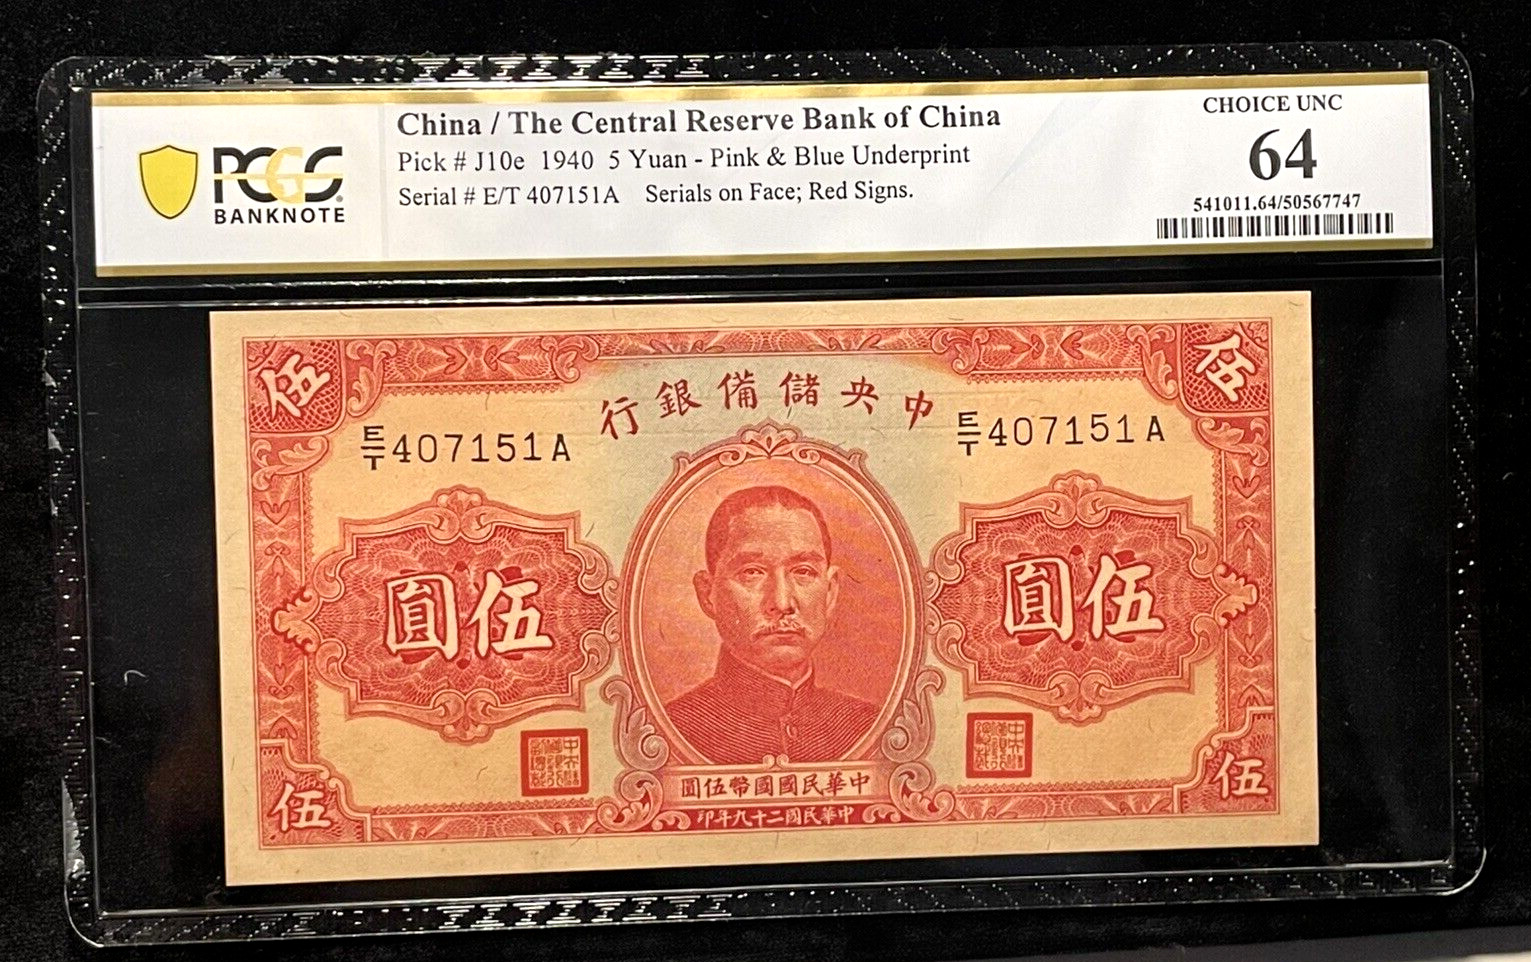 China / The Central Reserve Bank of China
Pick # J10e 1940 5 Yuan - Pink & Blue Underprint
Serial # E/T 407151A Serials on Face; Red Signs.
PCGS
BANKNOTE
CHOICE UNC
64
541011.64/50567747
伍
伍
行銀備儲央中
E/T 407151A
E/T 407151A
圓伍
圓伍
圓伍幣國國民華中
印年九十二國民華中
伍
伍